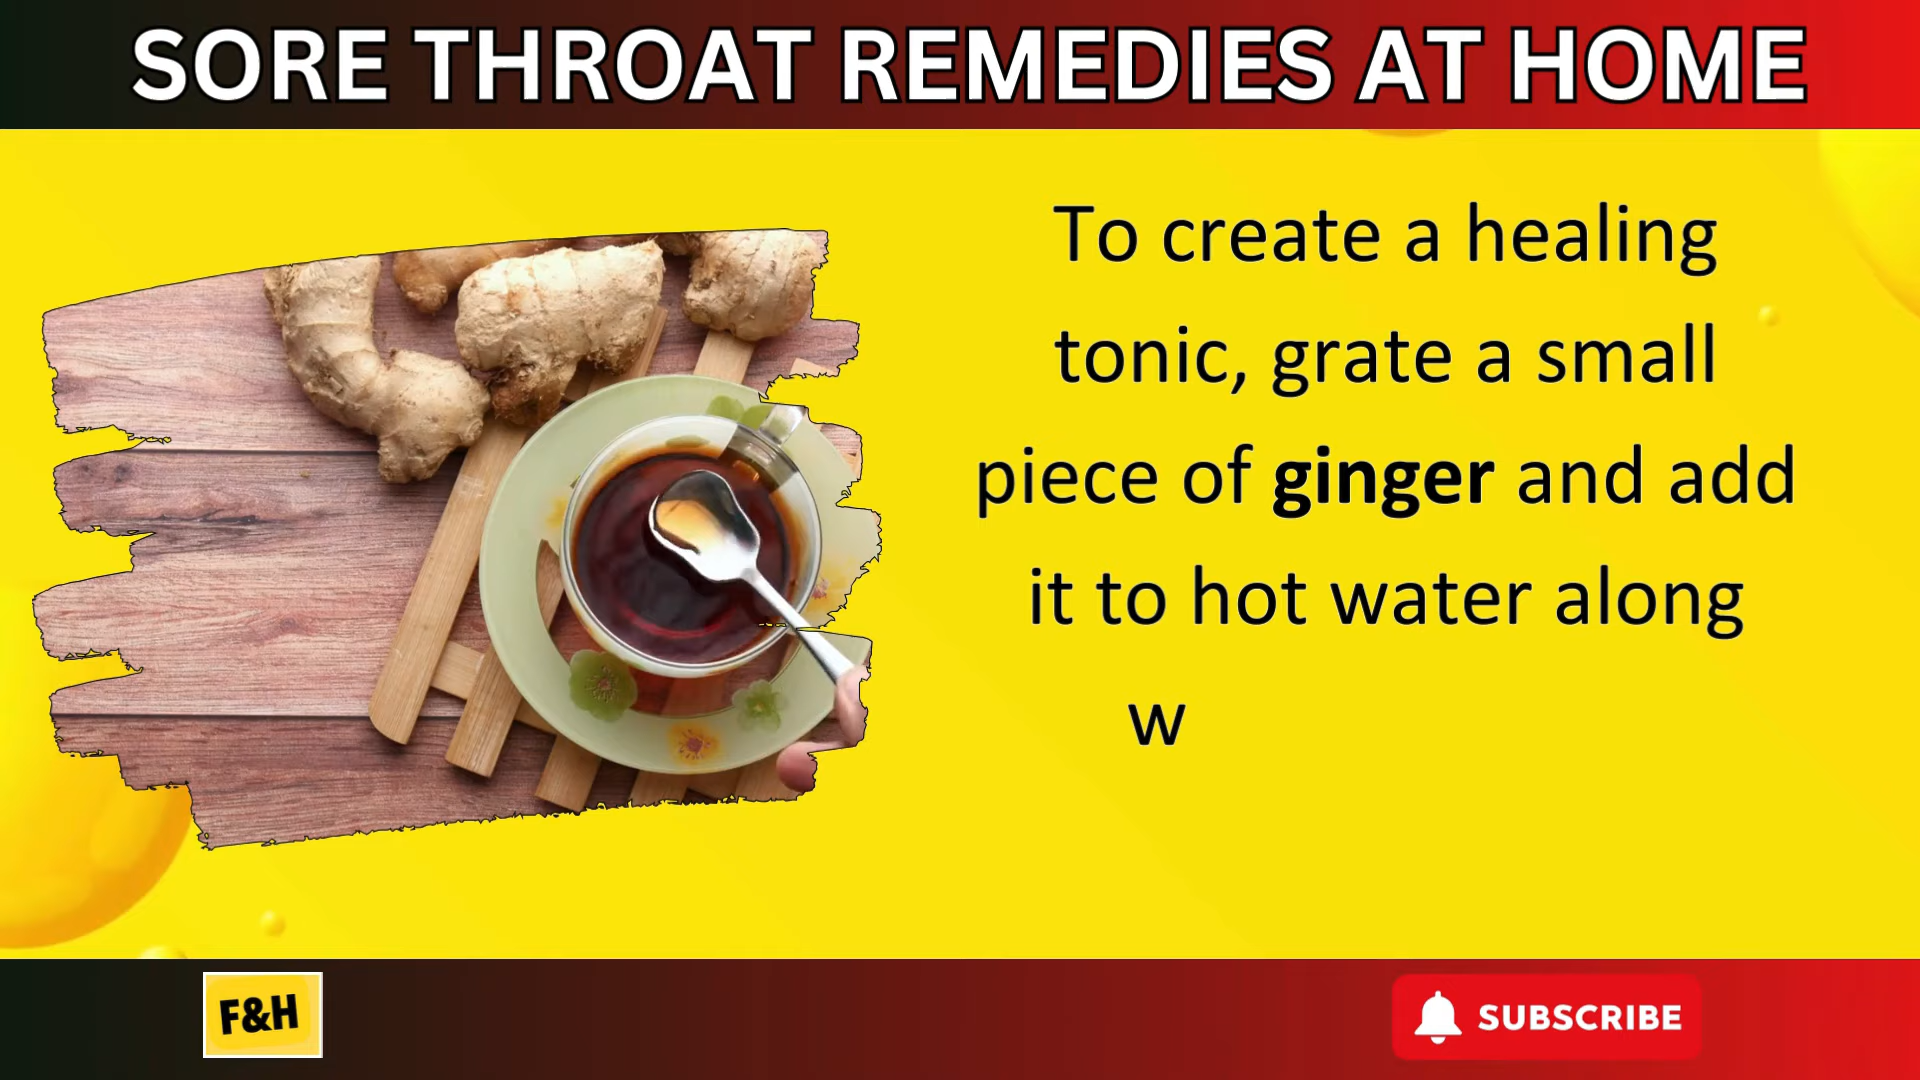 SORE THROAT REMEDIES AT HOME
To create a healing
tonic, grate a small
piece of ginger and add
it to hot water along
w
F&H
SUBSCRIBE